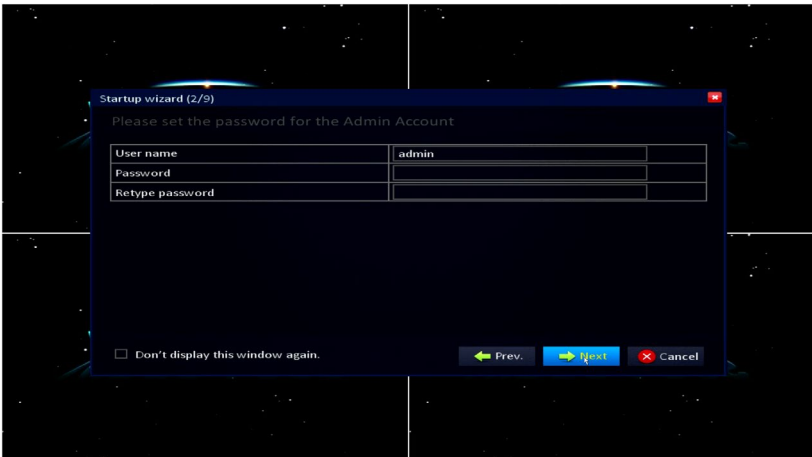 Startup wizard (2/9)
Please set the password for the Admin Account
User name admin
Password
Retype password
Don't display this window again.
Prev. Next Cancel